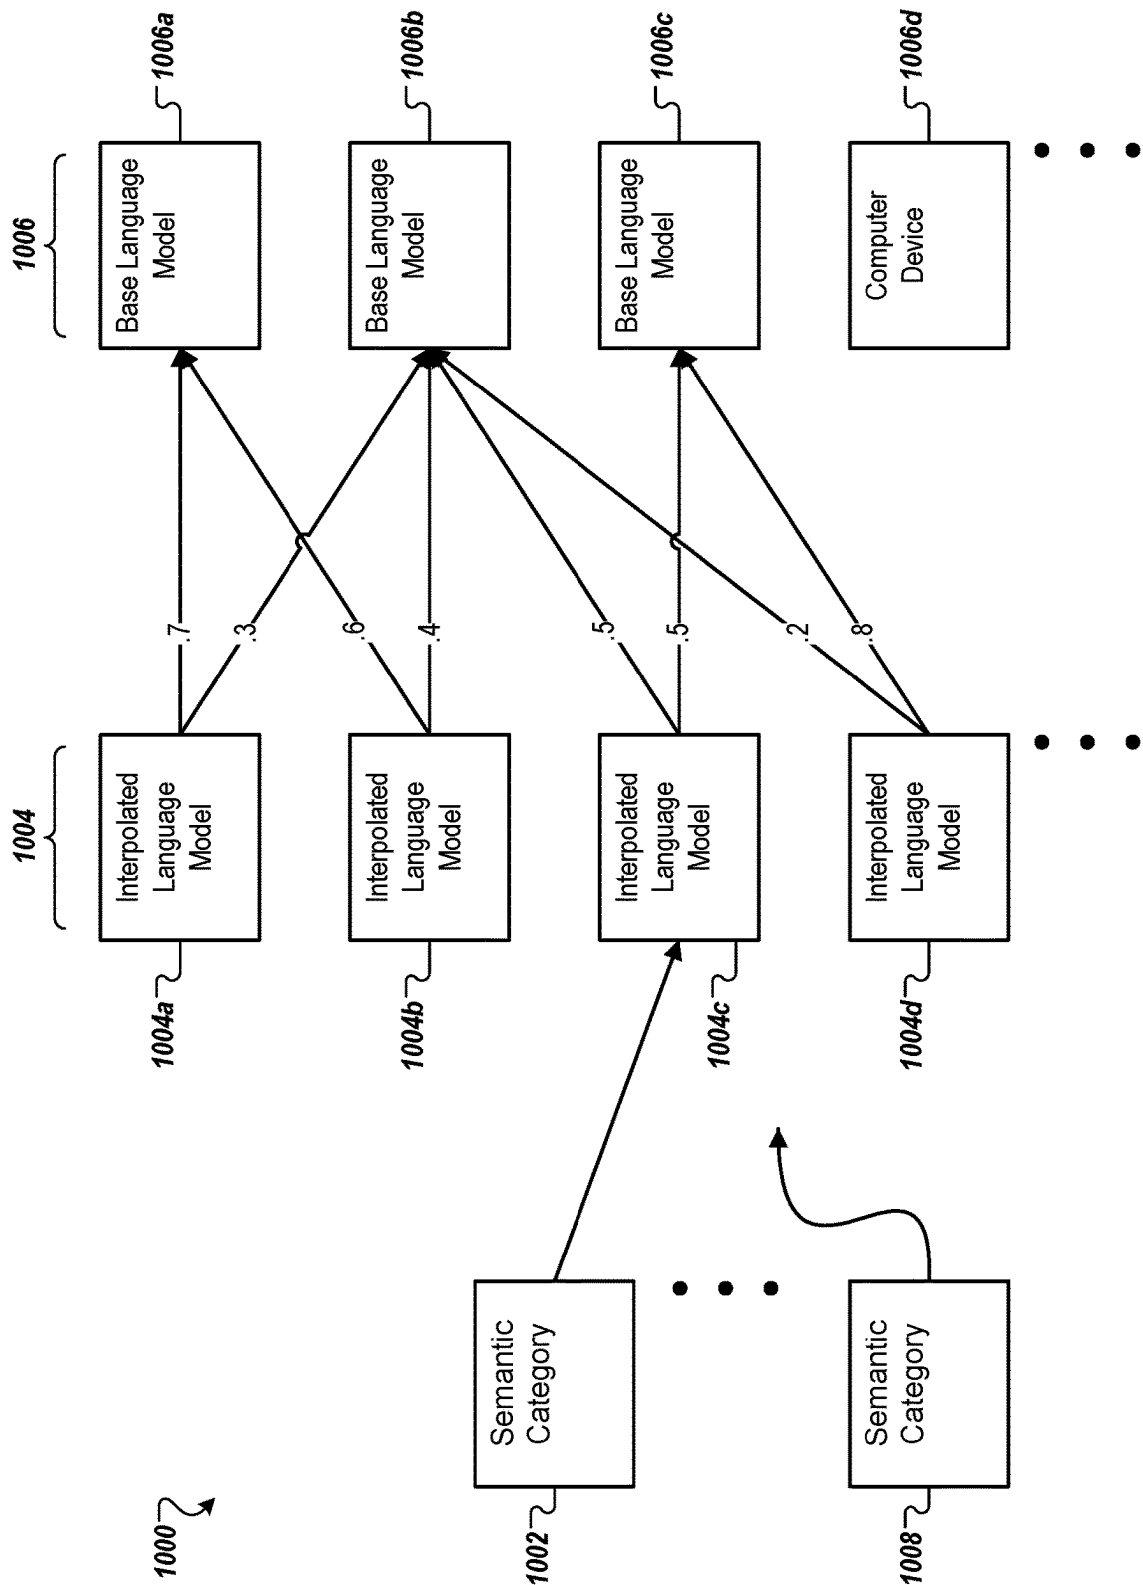 1000
1004
1006
1004a
Interpolated
Language
Model
.7
.3
Base Language
Model
1006a
1004b
Interpolated
Language
Model
.6
.4
Base Language
Model
1006b
1002
Semantic
Category
1004c
Interpolated
Language
Model
.5
.5
Base Language
Model
1006c
1008
Semantic
Category
1004d
Interpolated
Language
Model
.2
.8
Computer
Device
1006d